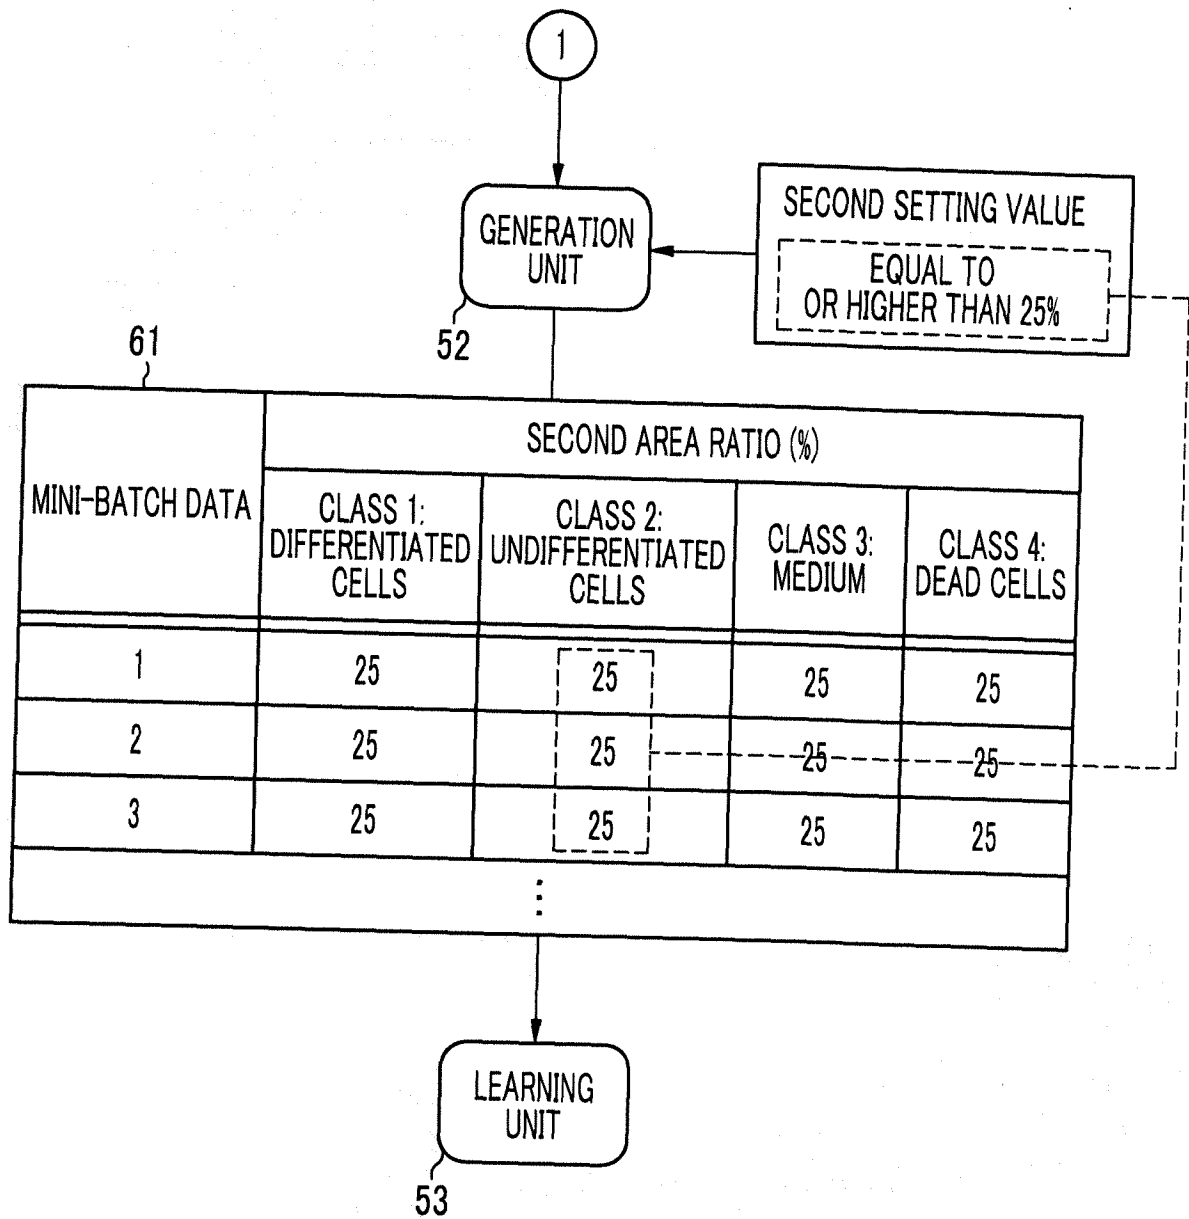 1
GENERATION
UNIT
52
SECOND SETTING VALUE
EQUAL TO
OR HIGHER THAN 25%
61
MINI-BATCH DATA
SECOND AREA RATIO (%)
CLASS 1:
DIFFERENTIATED
CELLS
CLASS 2:
UNDIFFERENTIATED
CELLS
CLASS 3:
MEDIUM
CLASS 4:
DEAD CELLS
1 25 25 25 25
2 25 25 25 25
3 25 25 25 25
⋮
LEARNING
UNIT
53